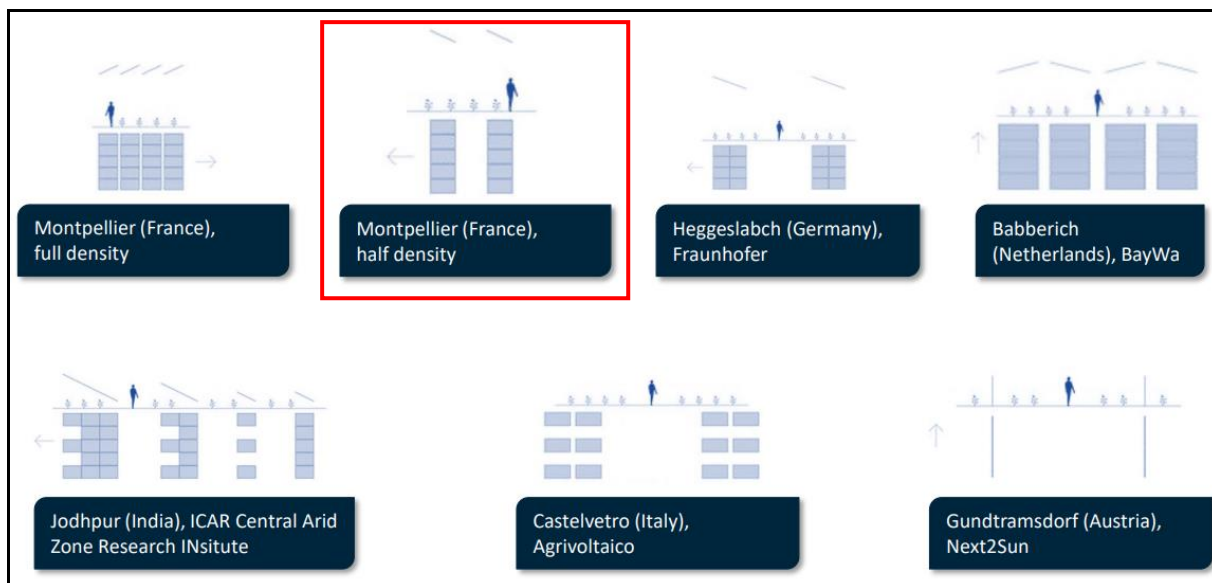 Montpellier (France),
full density
Montpellier (France),
half density
Heggeslabch (Germany),
Fraunhofer
Babberich
(Netherlands), BayWa
Jodhpur (India), ICAR Central Arid
Zone Research INsitute
Castelvetro (Italy),
Agrivoltaico
Gundtramsdorf (Austria),
Next2Sun